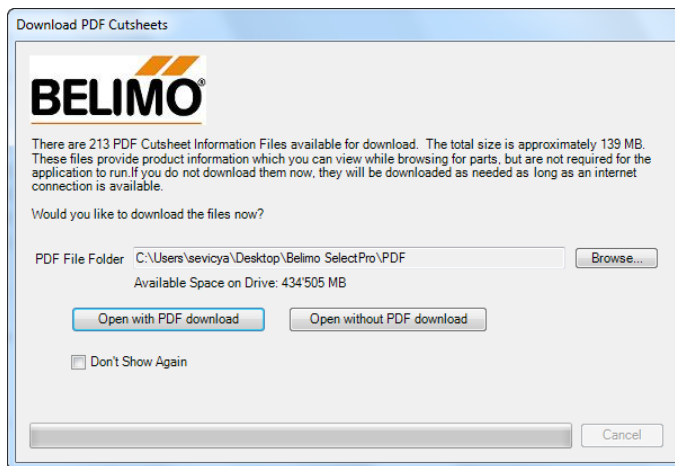 Download PDF Cutsheets
BELIMO®
There are 213 PDF Cutsheet Information Files available for download. The total size is approximately 139 MB.
These files provide product information which you can view while browsing for parts, but are not required for the
application to run.If you do not download them now, they will be downloaded as needed as long as an internet
connection is available.
Would you like to download the files now?
PDF File Folder C:\Users\sevicya\Desktop\Belimo SelectPro\PDF Browse...
Available Space on Drive: 434'505 MB
Open with PDF download Open without PDF download
Don't Show Again
Cancel